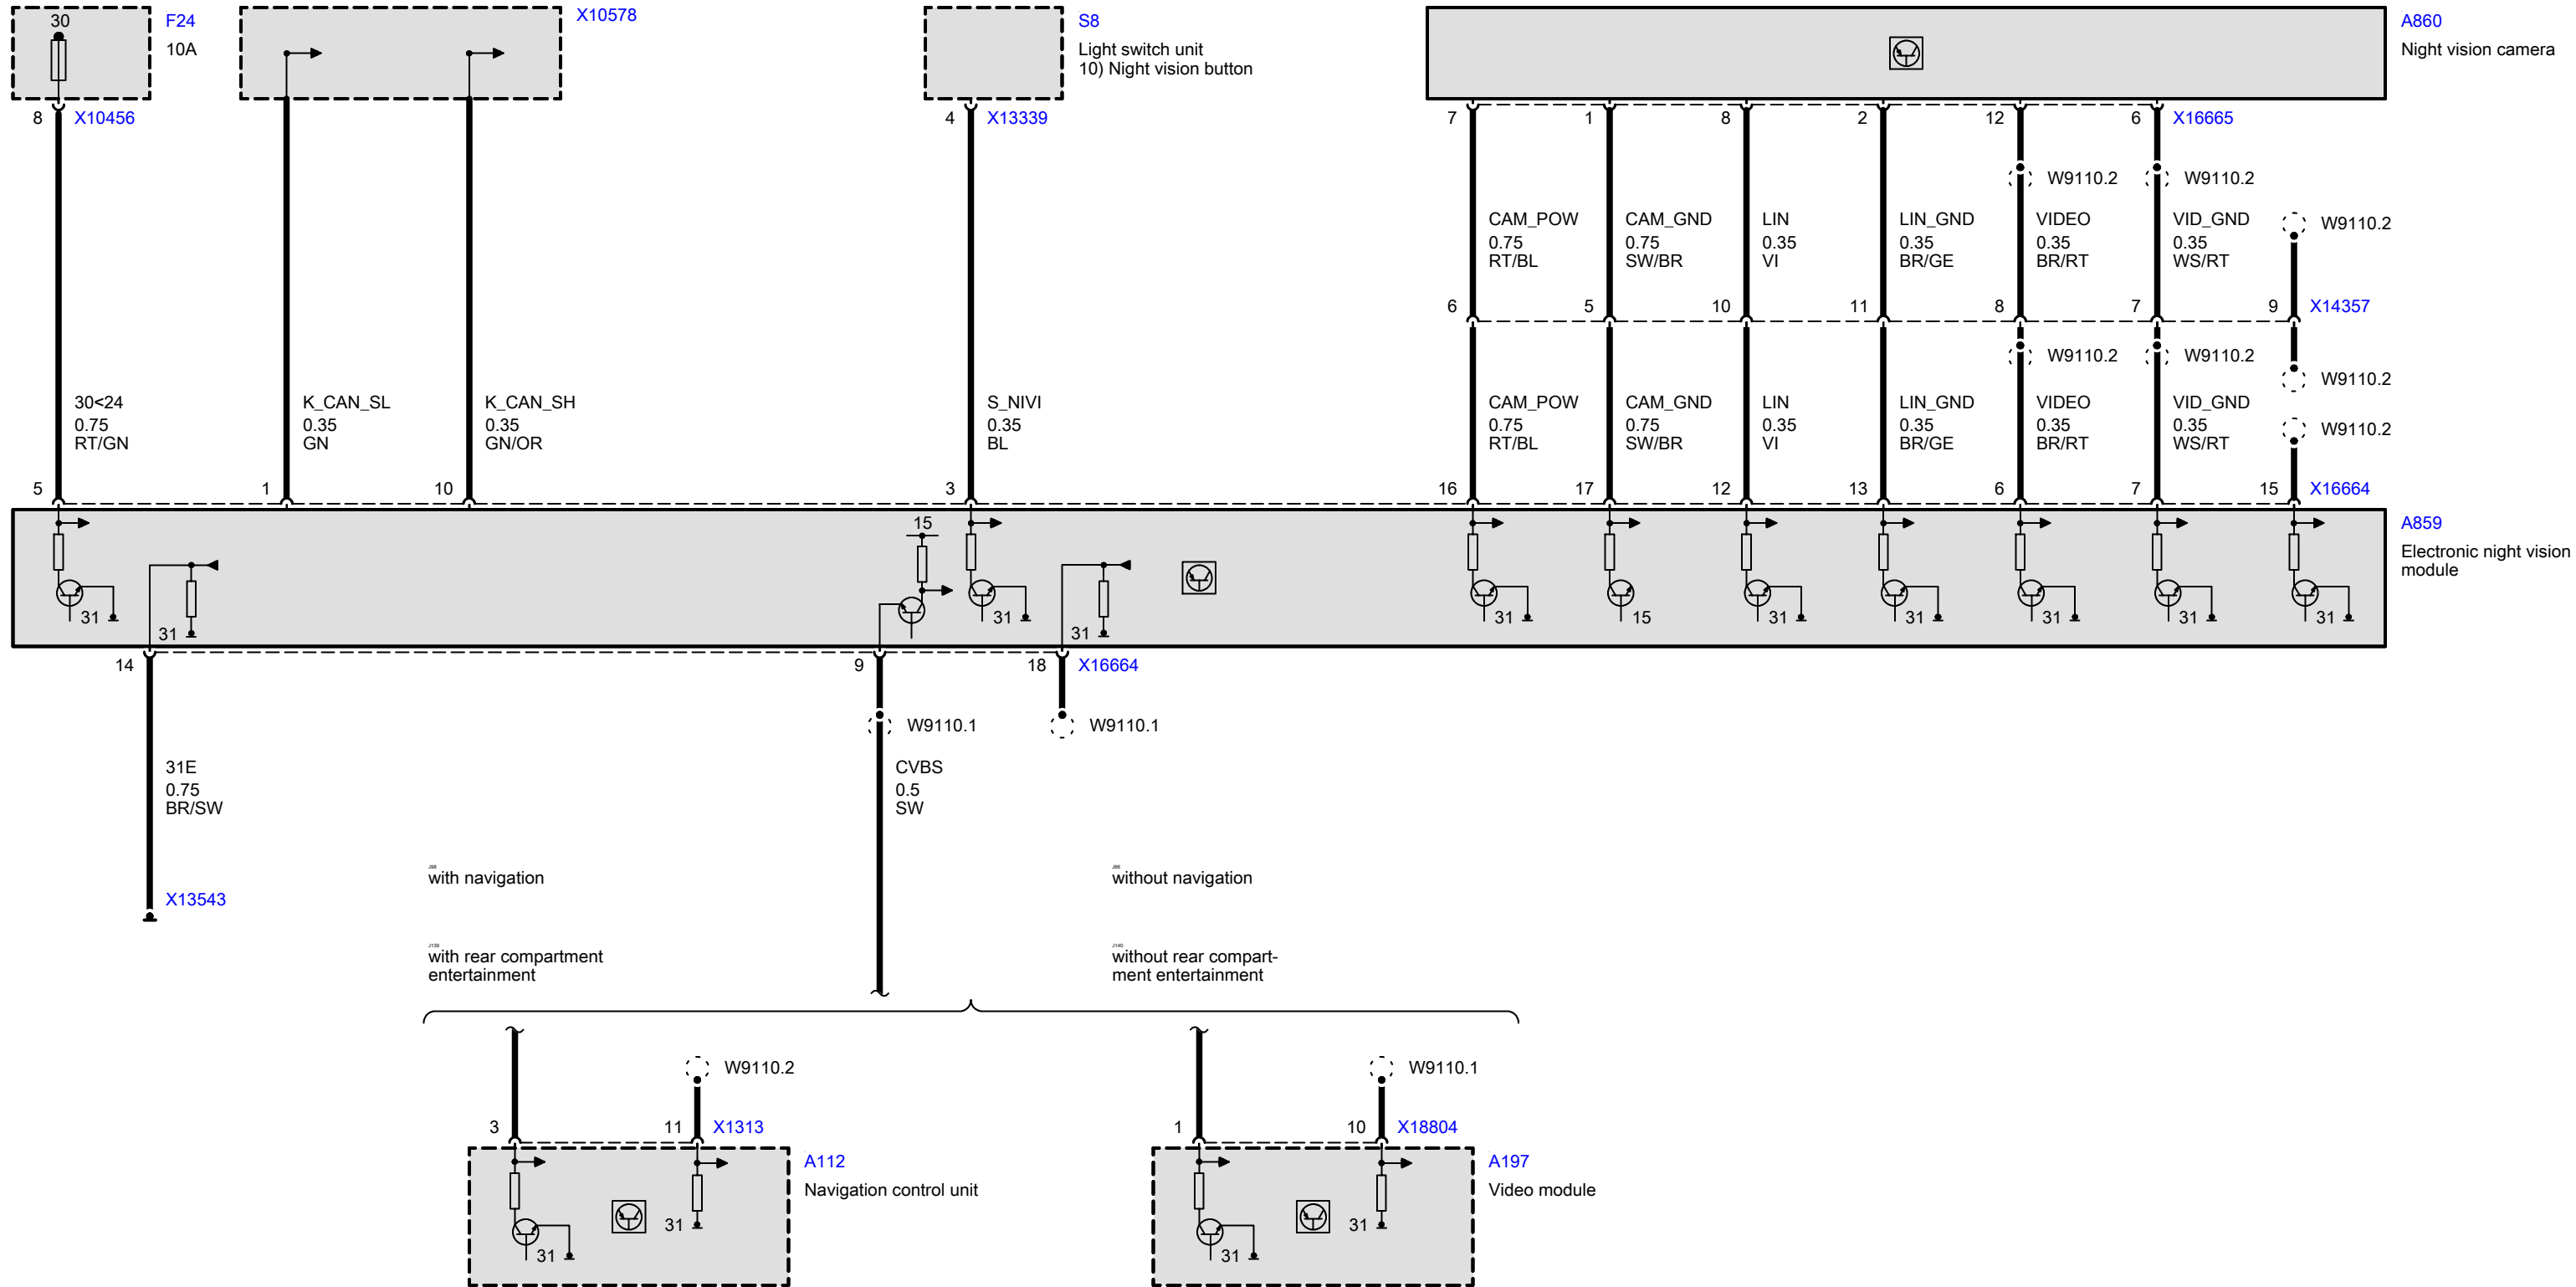 30
F24
10A
X10578
S8
Light switch unit
10) Night vision button
A860
Night vision camera
8
X10456
4
X13339
7
1
8
2
12
6
X16665
W9110.2
W9110.2
CAM_POW
0.75
RT/BL
CAM_GND
0.75
SW/BR
LIN
0.35
VI
LIN_GND
0.35
BR/GE
VIDEO
0.35
BR/RT
VID_GND
0.35
WS/RT
W9110.2
6
5
10
11
8
7
9
X14357
W9110.2
W9110.2
W9110.2
30<24
0.75
RT/GN
K_CAN_SL
0.35
GN
K_CAN_SH
0.35
GN/OR
S_NIVI
0.35
BL
CAM_POW
0.75
RT/BL
CAM_GND
0.75
SW/BR
LIN
0.35
VI
LIN_GND
0.35
BR/GE
VIDEO
0.35
BR/RT
VID_GND
0.35
WS/RT
W9110.2
5
1
10
3
16
17
12
13
6
7
15
X16664
A859
Electronic night vision
module
15
31
31
31
31
31
15
31
31
31
31
31
14
9
18
X16664
W9110.1
W9110.1
31E
0.75
BR/SW
CVBS
0.5
SW
X13543
with navigation
without navigation
J139
with rear compartment
entertainment
J140
without rear compart-
ment entertainment
W9110.2
W9110.1
3
11
X1313
1
10
X18804
A112
Navigation control unit
31
31
A197
Video module
31
31